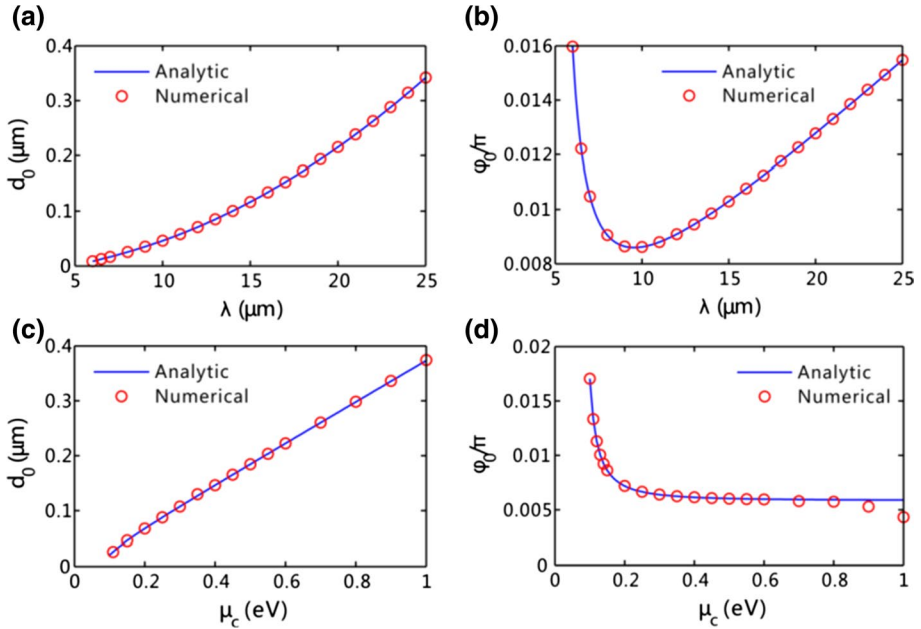 (a)
0.4
0.3
0.2
0.1
0
d₀ (μm)
Analytic
Numerical
5 10 15 20 25
λ (μm)
(b)
0.016
0.014
0.012
0.01
0.008
φ₀/π
Analytic
Numerical
5 10 15 20 25
λ (μm)
(c)
0.4
0.3
0.2
0.1
0
d₀ (μm)
Analytic
Numerical
0 0.2 0.4 0.6 0.8 1
μ_c (eV)
(d)
0.02
0.015
0.01
0.005
0
φ₀/π
Analytic
Numerical
0 0.2 0.4 0.6 0.8 1
μ_c (eV)